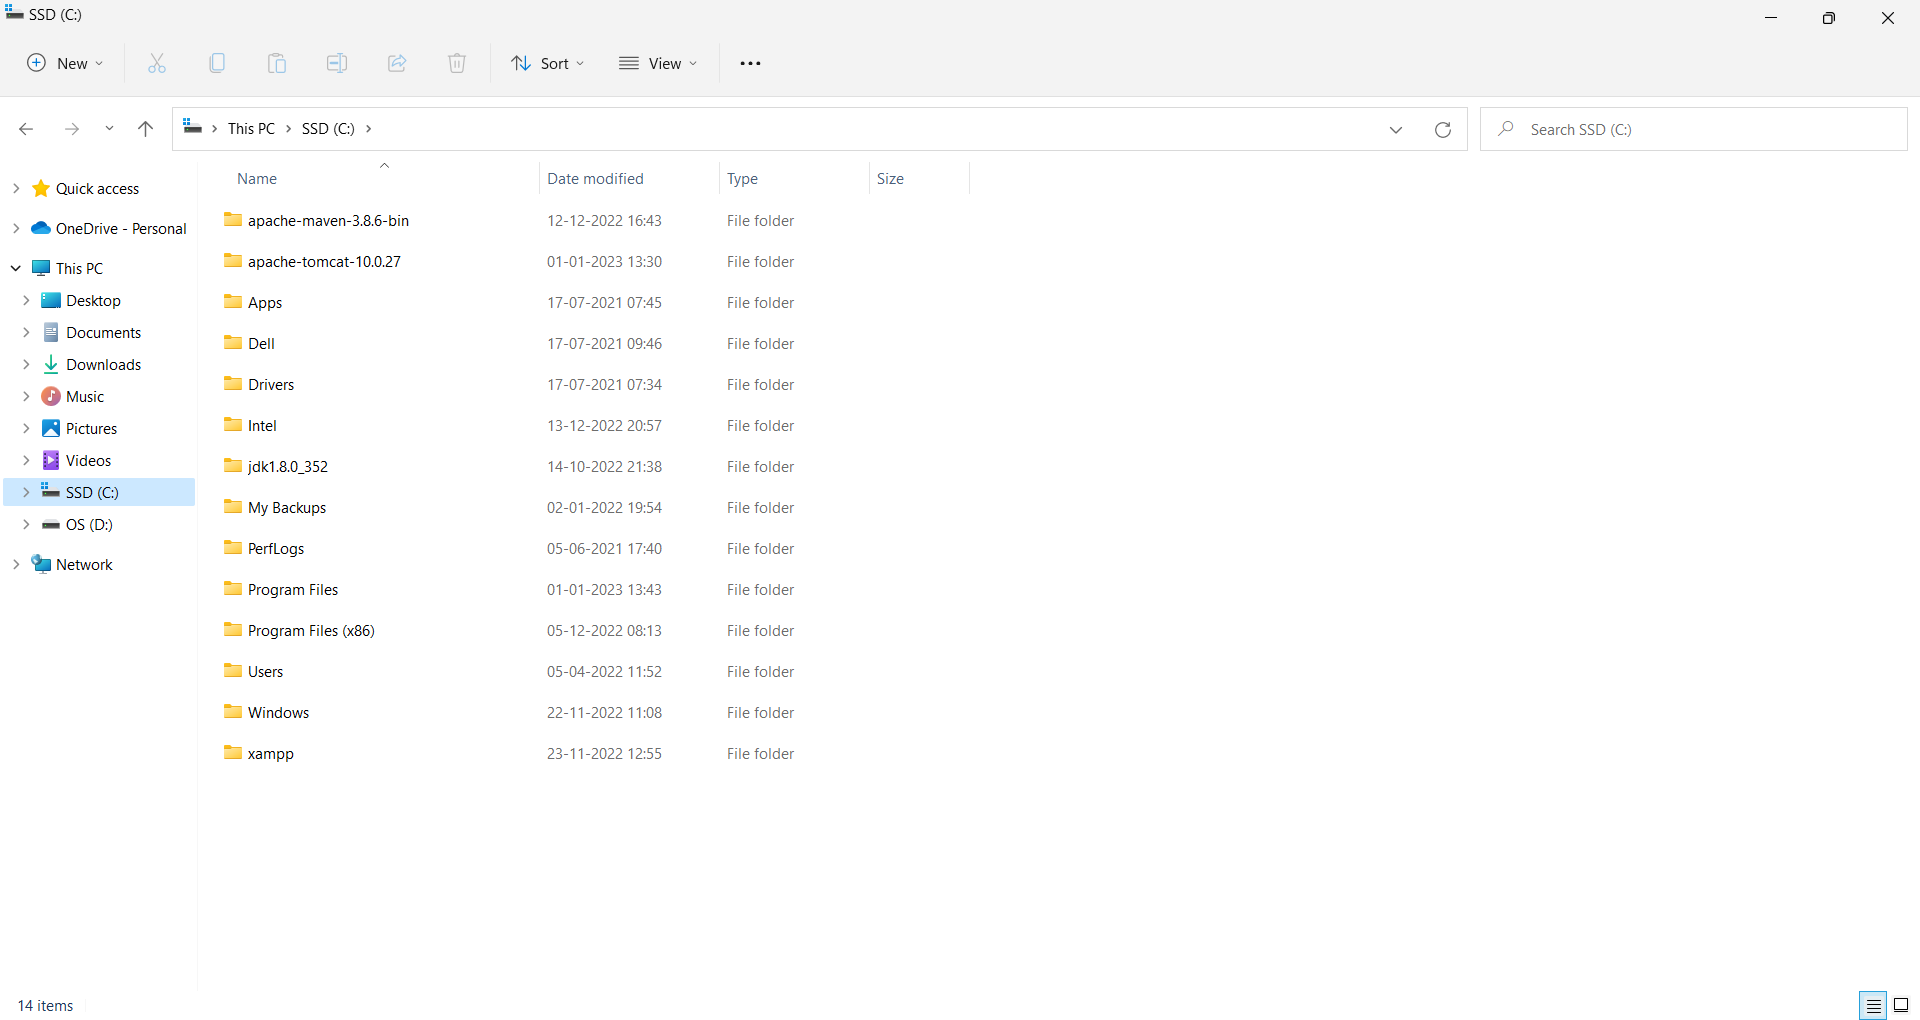 SSD (C:)
New Sort View
This PC SSD (C:) Search SSD (C:)
Name Date modified Type Size
Quick access
OneDrive - Personal
This PC
Desktop
Documents
Downloads
Music
Pictures
Videos
SSD (C:)
OS (D:)
Network
apache-maven-3.8.6-bin 12-12-2022 16:43 File folder
apache-tomcat-10.0.27 01-01-2023 13:30 File folder
Apps 17-07-2021 07:45 File folder
Dell 17-07-2021 09:46 File folder
Drivers 17-07-2021 07:34 File folder
Intel 13-12-2022 20:57 File folder
jdk1.8.0_352 14-10-2022 21:38 File folder
My Backups 02-01-2022 19:54 File folder
PerfLogs 05-06-2021 17:40 File folder
Program Files 01-01-2023 13:43 File folder
Program Files (x86) 05-12-2022 08:13 File folder
Users 05-04-2022 11:52 File folder
Windows 22-11-2022 11:08 File folder
xampp 23-11-2022 12:55 File folder
14 items